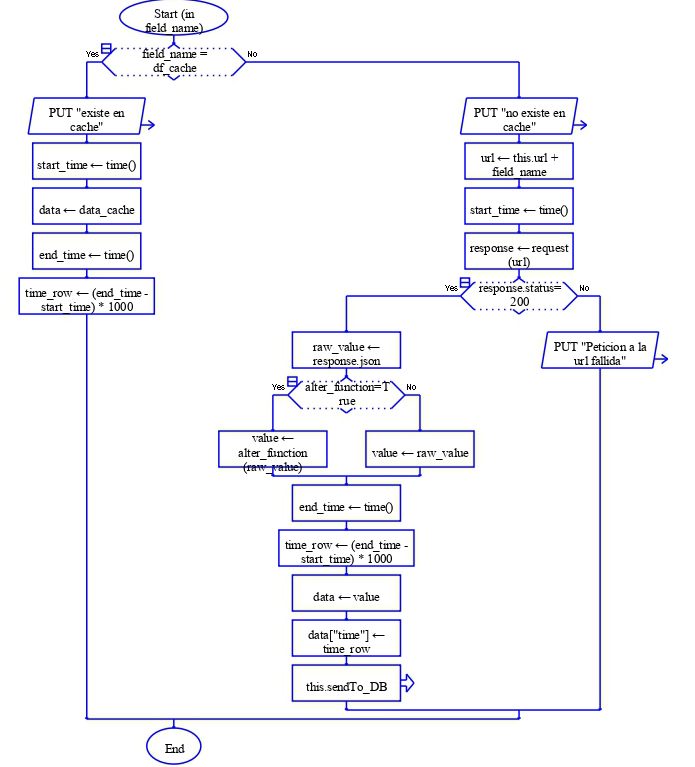 Start (in
field_name)
Yes
field_name =
df_cache
No
PUT "existe en
cache"
start_time ← time()
data ← data_cache
end_time ← time()
time_row ← (end_time -
start_time) * 1000
PUT "no existe en
cache"
url ← this.url +
field_name
start_time ← time()
response ← request
(url)
Yes
response.status=
200
No
raw_value ←
response.json
Yes
alter_function=T
rue
No
value ←
alter_function
(raw_value)
value ← raw_value
end_time ← time()
time_row ← (end_time -
start_time) * 1000
data ← value
data["time"] ←
time_row
this.sendTo_DB
PUT "Peticion a la
url fallida"
End